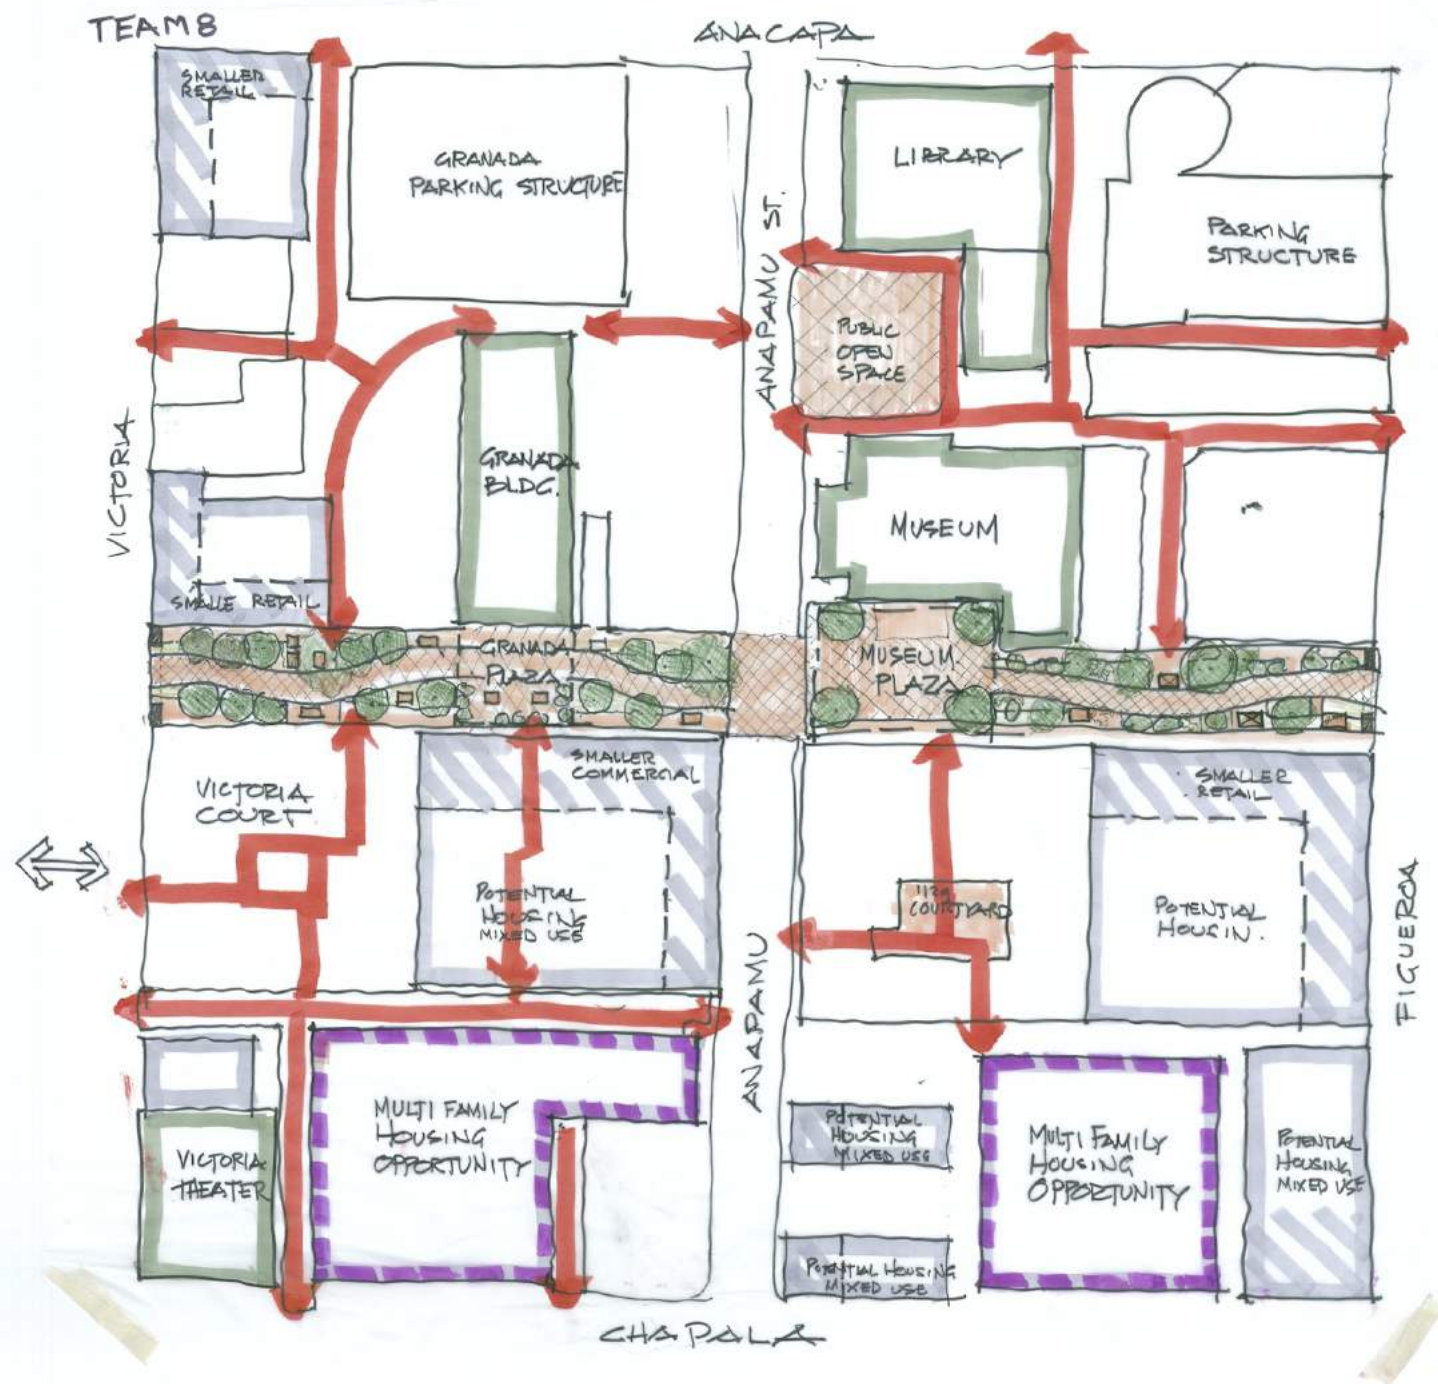 TEAM 8
ANACAPA
SMALLER
RETAIL
GRANADA
PARKING STRUCTURE
LIBRARY
PARKING
STRUCTURE
ANAPAMU ST.
PUBLIC
OPEN
SPACE
VICTORIA
GRANADA
BLDG.
MUSEUM
SMALLE RETAIL
GRANADA
PLAZA
MUSEUM
PLAZA
VICTORIA
COURT
SMALLER
COMMERCIAL
SMALLER
RETAIL
POTENTIAL
HOUSING
MIXED USE
1129
COURTYARD
POTENTIAL
HOUSIN.
FIGUEROA
ANAPAMU
VICTORIA
THEATER
MULTI FAMILY
HOUSING
OPPORTUNITY
POTENTIAL
HOUSING
MIXED USE
MULTI FAMILY
HOUSING
OPPORTUNITY
POTENTIAL
HOUSING
MIXED USE
POTENTIAL HOUSING
MIXED USE
CHAPALA